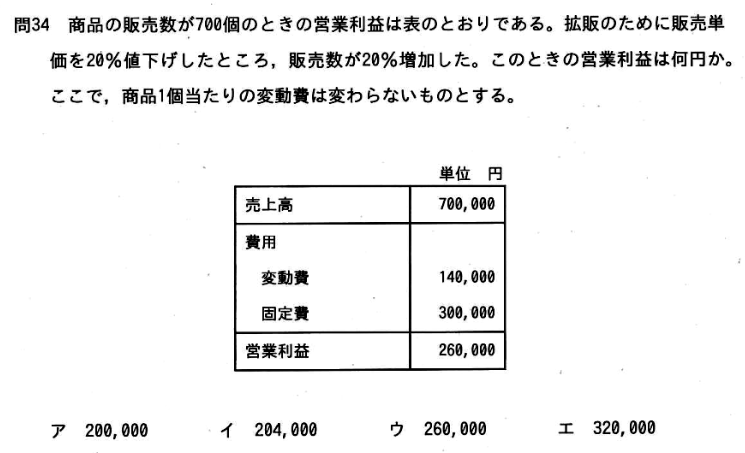 問34 商品の販売数が700個のときの営業利益は表のとおりである。拡販のために販売単
価を20%値下げしたところ，販売数が20%増加した。このときの営業利益は何円か。
ここで，商品1個当たりの変動費は変わらないものとする。
単位 円
売上高 700,000
費用
変動費 140,000
固定費 300,000
営業利益 260,000
ア 200,000 イ 204,000 ウ 260,000 エ 320,000